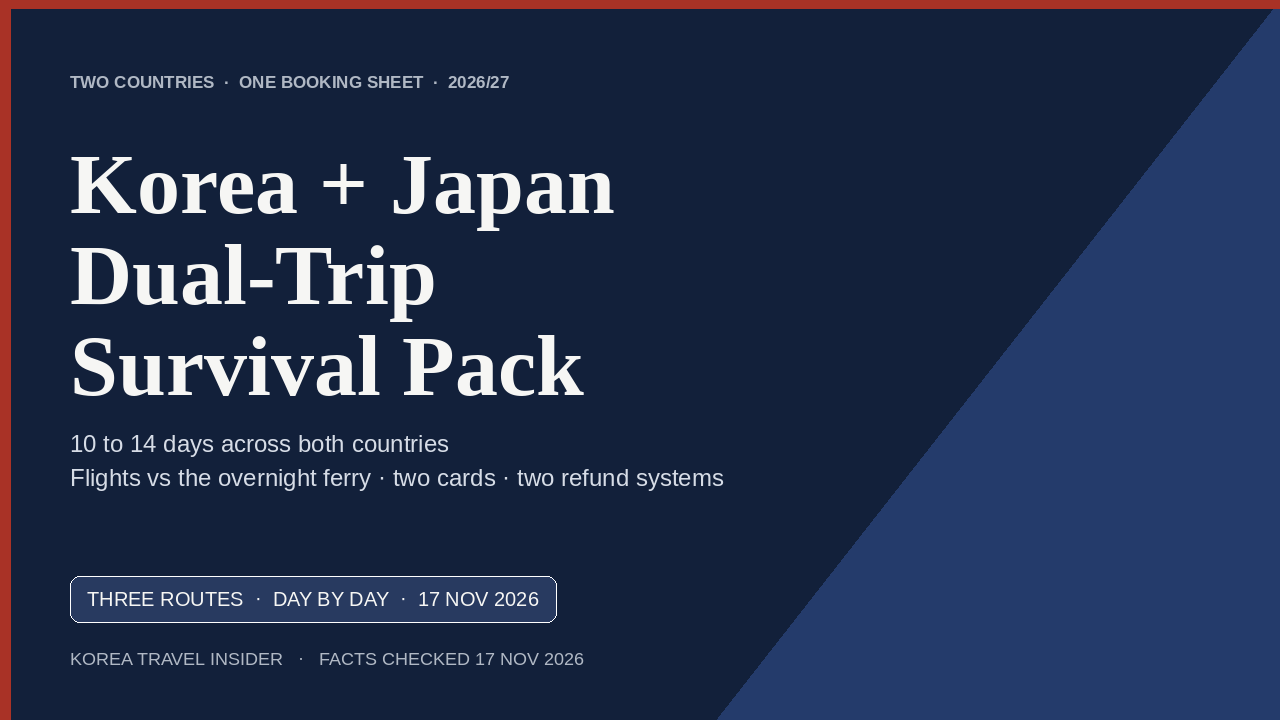 TWO COUNTRIES · ONE BOOKING SHEET · 2026/27
Korea + Japan
Dual-Trip
Survival Pack
10 to 14 days across both countries
Flights vs the overnight ferry · two cards · two refund systems
THREE ROUTES · DAY BY DAY · 17 NOV 2026
KOREA TRAVEL INSIDER · FACTS CHECKED 17 NOV 2026